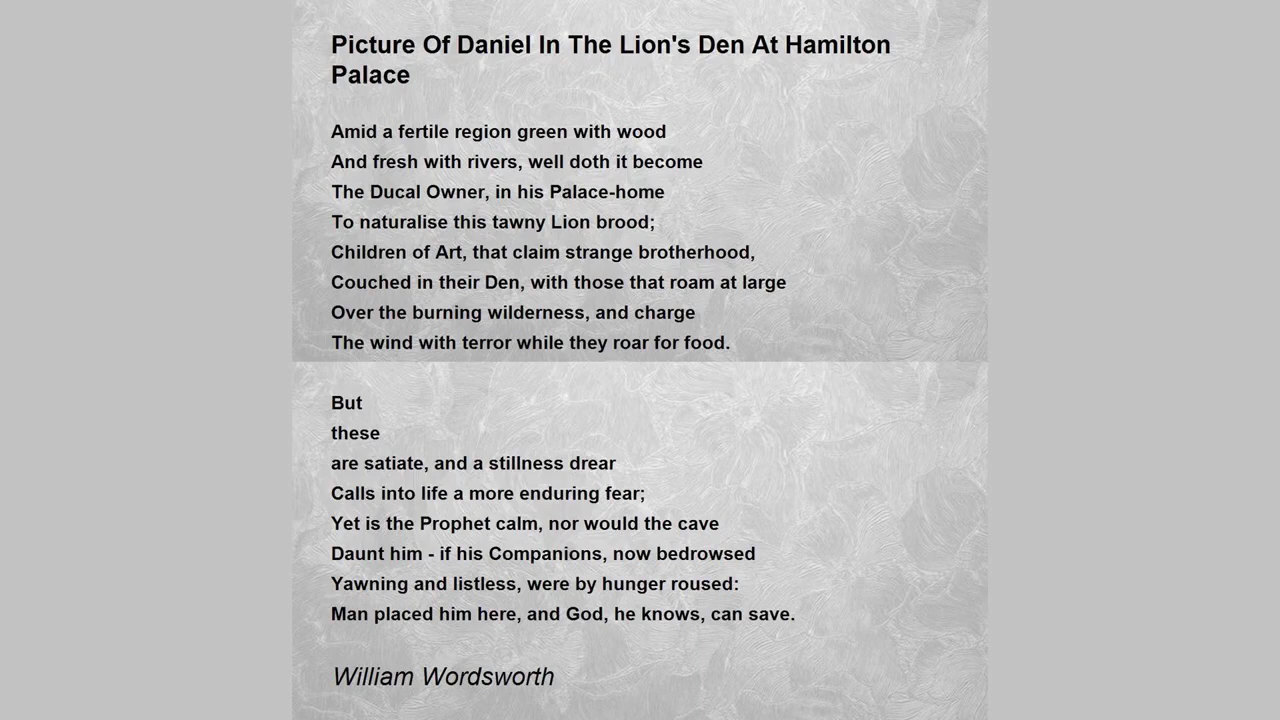 Picture Of Daniel In The Lion's Den At Hamilton
Palace
Amid a fertile region green with wood
And fresh with rivers, well doth it become
The Ducal Owner, in his Palace-home
To naturalise this tawny Lion brood;
Children of Art, that claim strange brotherhood,
Couched in their Den, with those that roam at large
Over the burning wilderness, and charge
The wind with terror while they roar for food.
But
these
are satiate, and a stillness drear
Calls into life a more enduring fear;
Yet is the Prophet calm, nor would the cave
Daunt him - if his Companions, now bedrowsed
Yawning and listless, were by hunger roused:
Man placed him here, and God, he knows, can save.
William Wordsworth